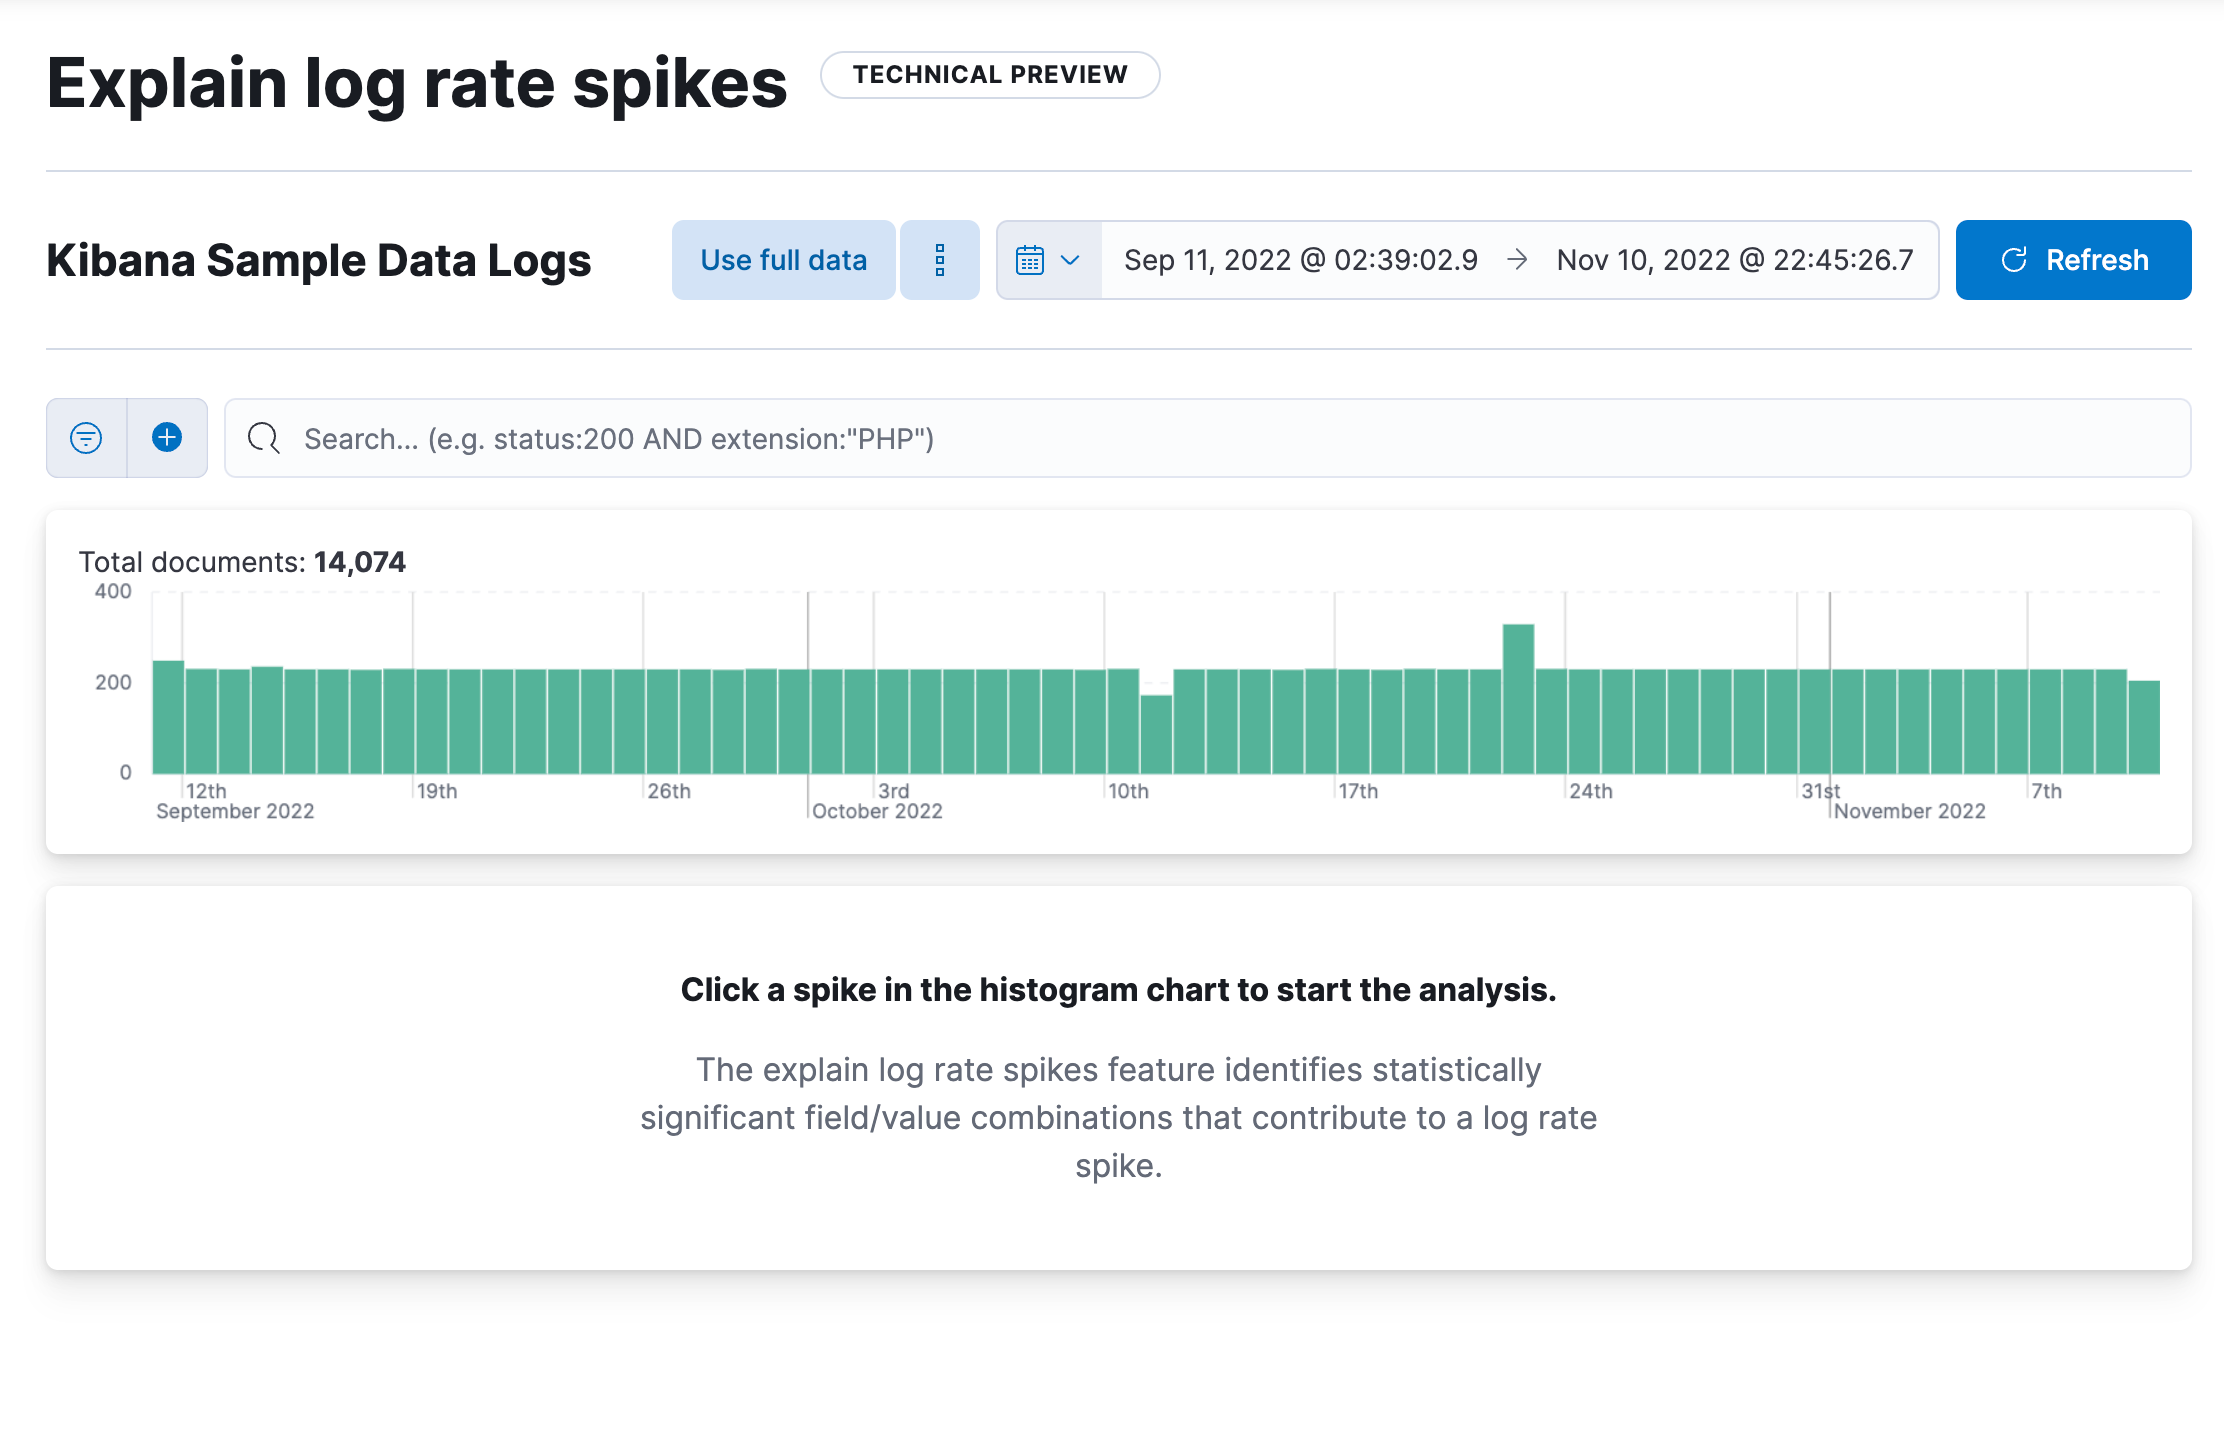 Explain log rate spikes TECHNICAL PREVIEW
Kibana Sample Data Logs Use full data Sep 11, 2022 @ 02:39:02.9 → Nov 10, 2022 @ 22:45:26.7 Refresh
Search... (e.g. status:200 AND extension:"PHP")
Total documents: 14,074
400
200
0
12th 19th 26th 3rd 10th 17th 24th 31st 7th
September 2022 October 2022 November 2022
Click a spike in the histogram chart to start the analysis.
The explain log rate spikes feature identifies statistically
significant field/value combinations that contribute to a log rate
spike.